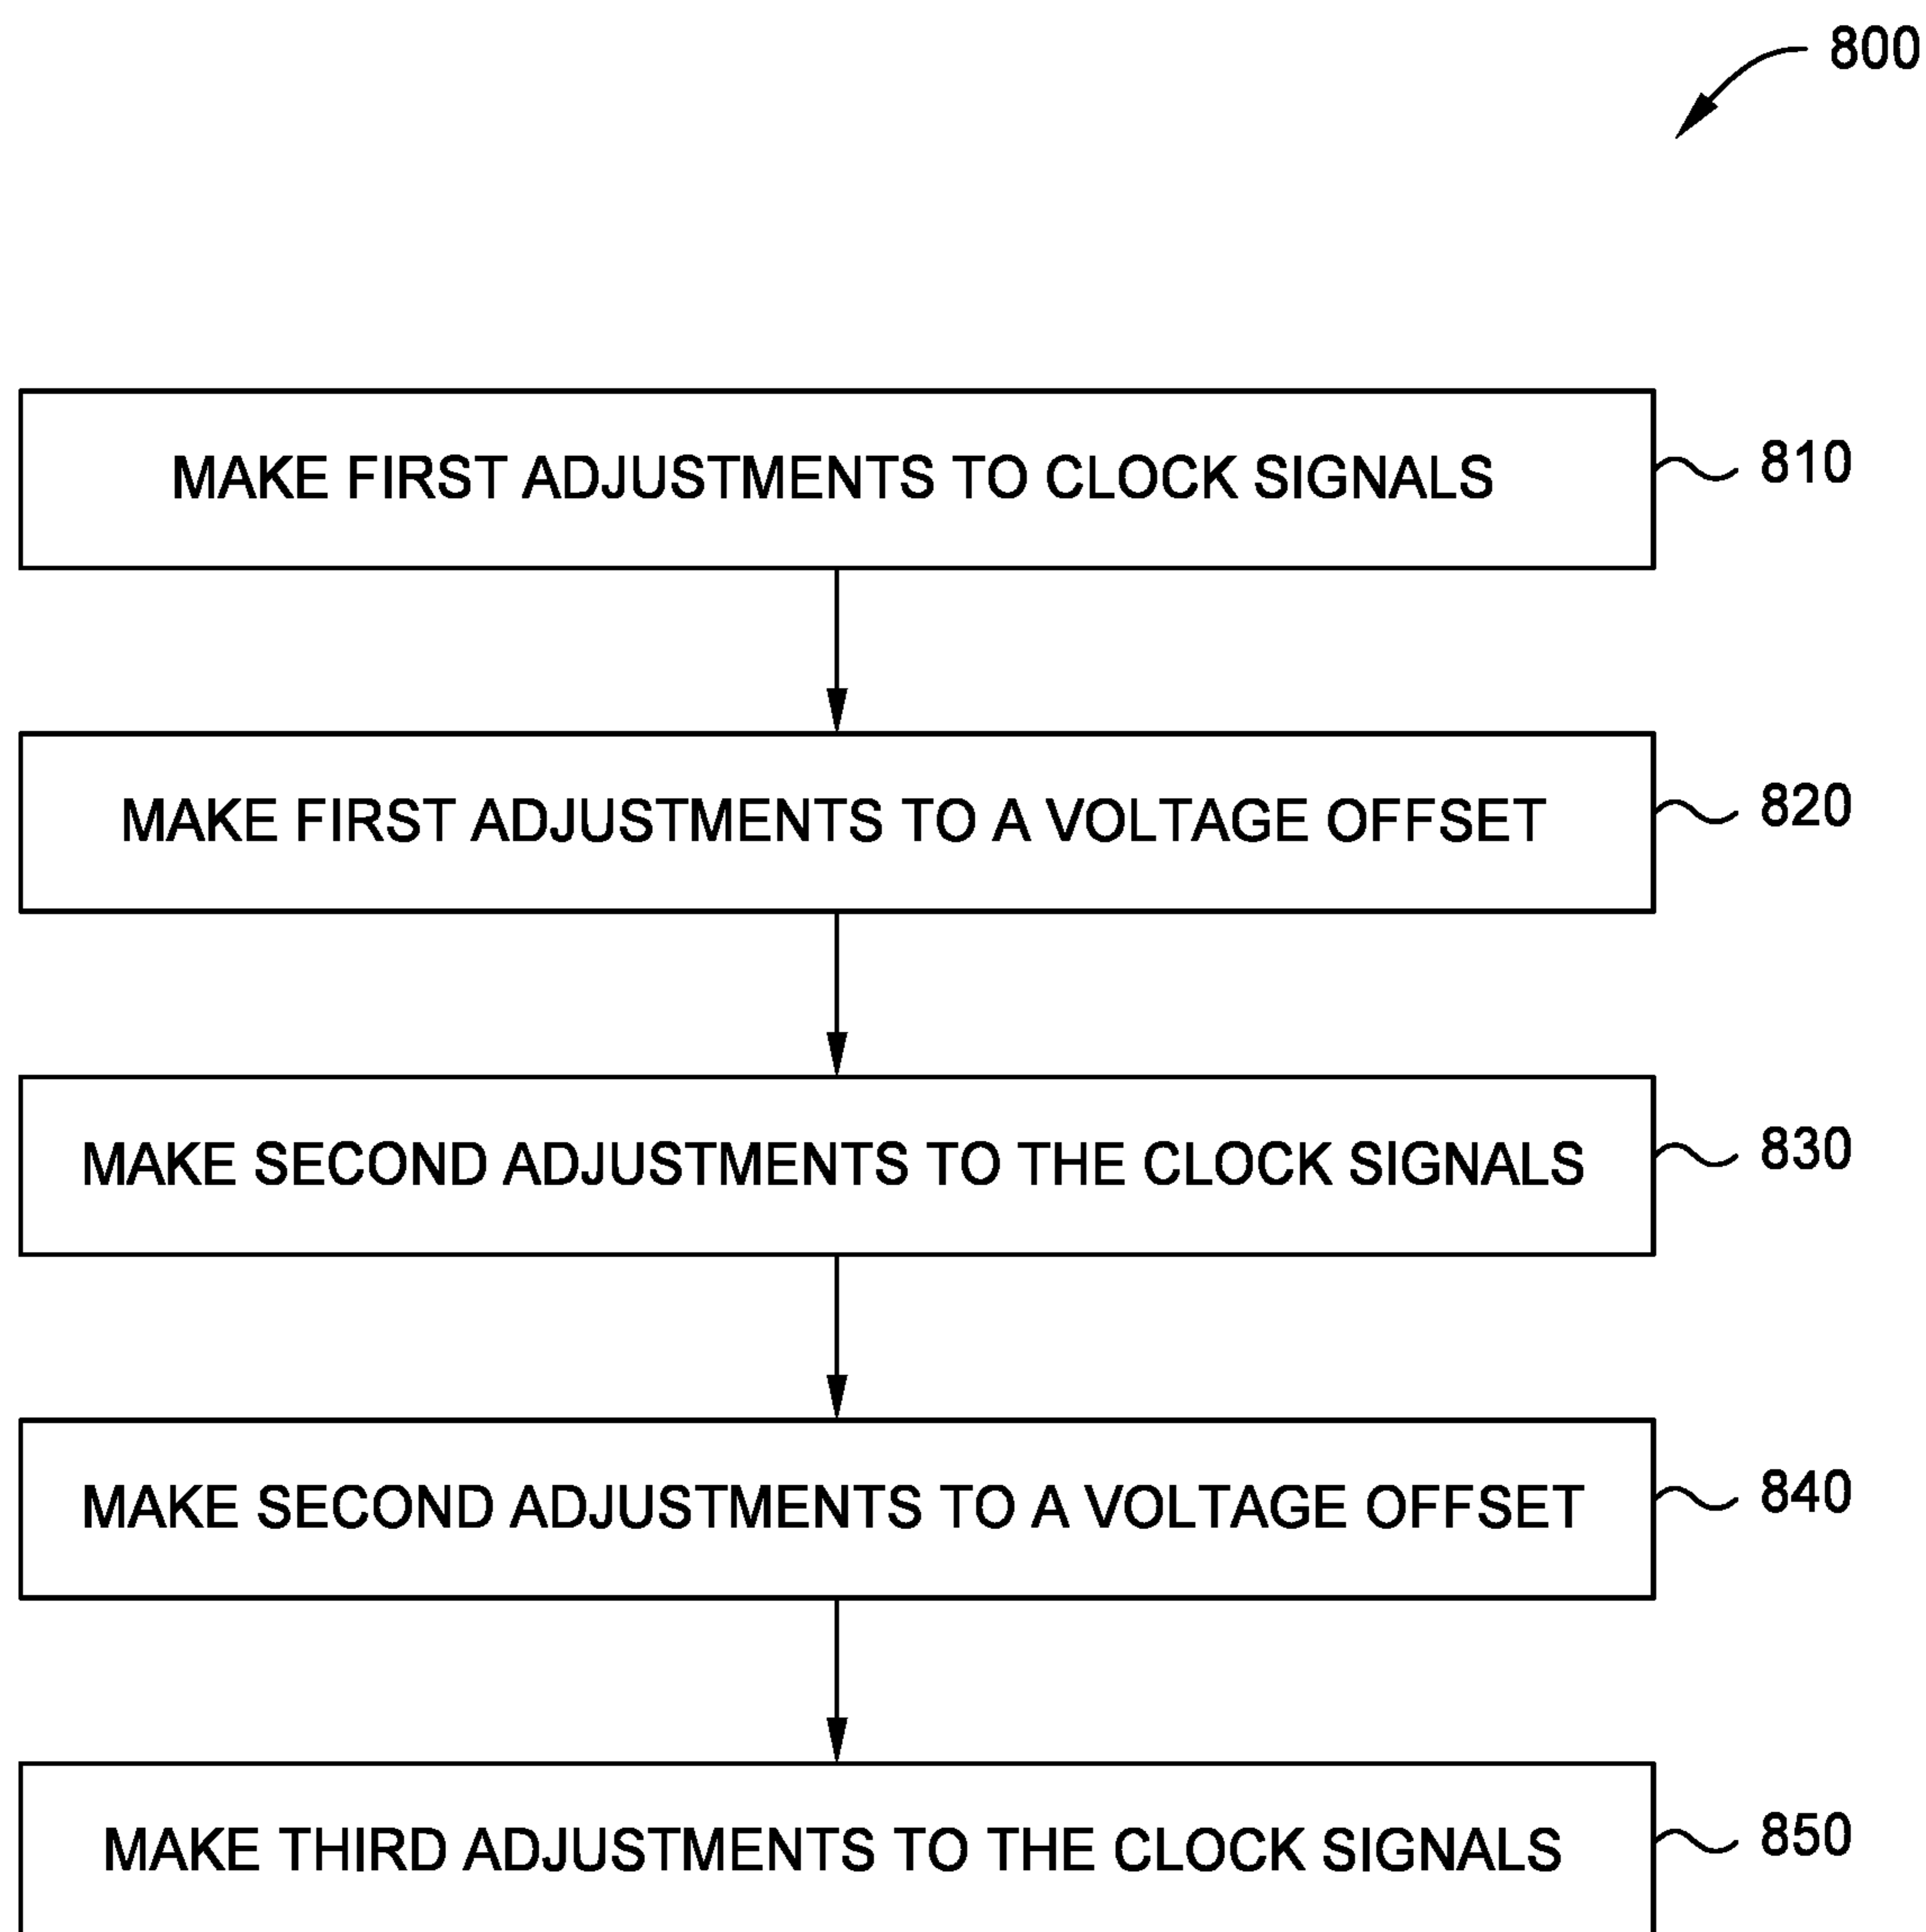 800
MAKE FIRST ADJUSTMENTS TO CLOCK SIGNALS
810
MAKE FIRST ADJUSTMENTS TO A VOLTAGE OFFSET
820
MAKE SECOND ADJUSTMENTS TO THE CLOCK SIGNALS
830
MAKE SECOND ADJUSTMENTS TO A VOLTAGE OFFSET
840
MAKE THIRD ADJUSTMENTS TO THE CLOCK SIGNALS
850